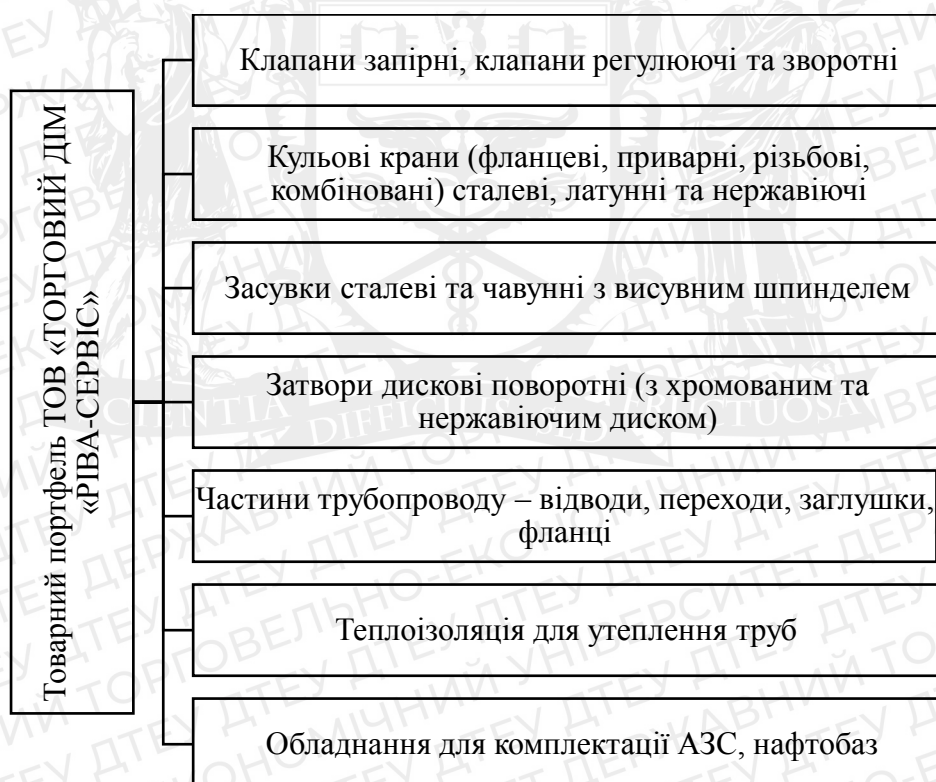 Товарний портфель ТОВ «ТОРГОВИЙ ДІМ
«РІВА-СЕРВІС»
Клапани запірні, клапани регулюючі та зворотні
Кульові крани (фланцеві, приварні, різьбові,
комбіновані) сталеві, латунні та нержавіючі
Засувки сталеві та чавунні з висувним шпинделем
Затвори дискові поворотні (з хромованим та
нержавіючим диском)
Частини трубопроводу – відводи, переходи, заглушки,
фланці
Теплоізоляція для утеплення труб
Обладнання для комплектації АЗС, нафтобаз